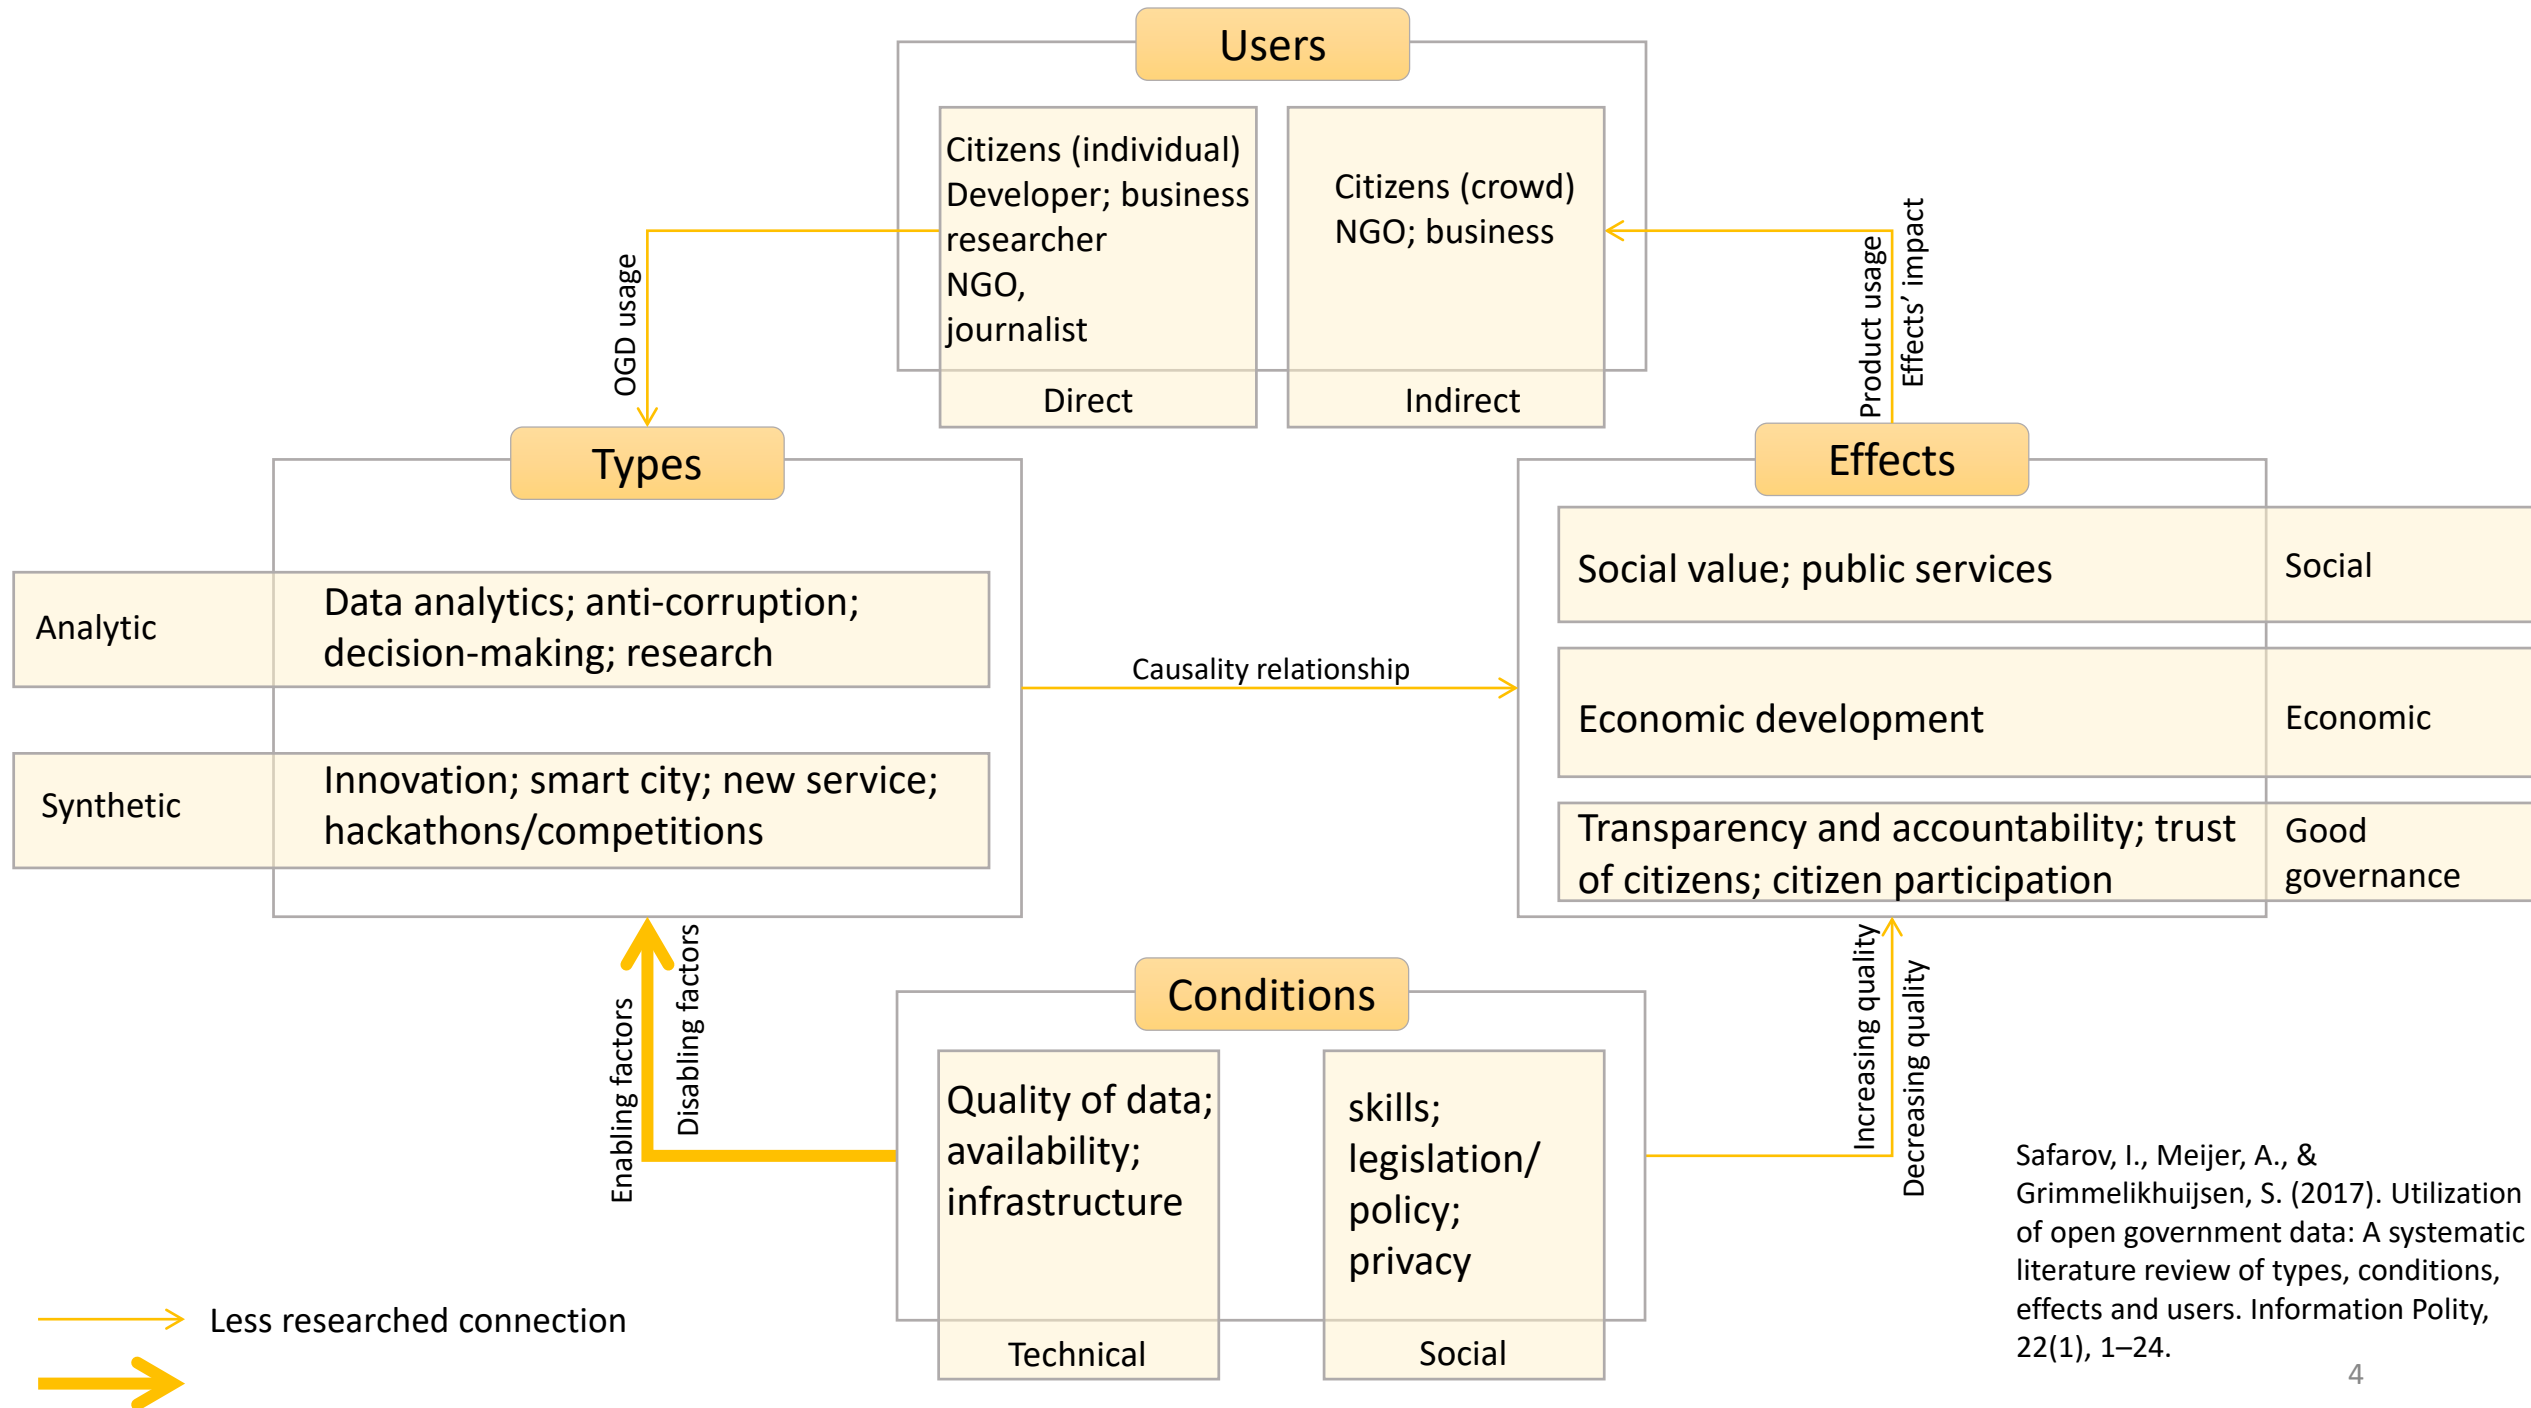 Users
Citizens (individual)
Developer; business
researcher
NGO,
journalist
Direct
Citizens (crowd)
NGO; business
Indirect
OGD usage
Product usage
Effects’ impact
Types
Analytic
Data analytics; anti-corruption;
decision-making; research
Synthetic
Innovation; smart city; new service;
hackathons/competitions
Causality relationship
Effects
Social value; public services
Social
Economic development
Economic
Transparency and accountability; trust
of citizens; citizen participation
Good
governance
Enabling factors
Disabling factors
Conditions
Quality of data;
availability;
infrastructure
Technical
skills;
legislation/
policy;
privacy
Social
Increasing quality
Decreasing quality
Less researched connection
Safarov, I., Meijer, A., &
Grimmelikhuijsen, S. (2017). Utilization
of open government data: A systematic
literature review of types, conditions,
effects and users. Information Polity,
22(1), 1–24.
4